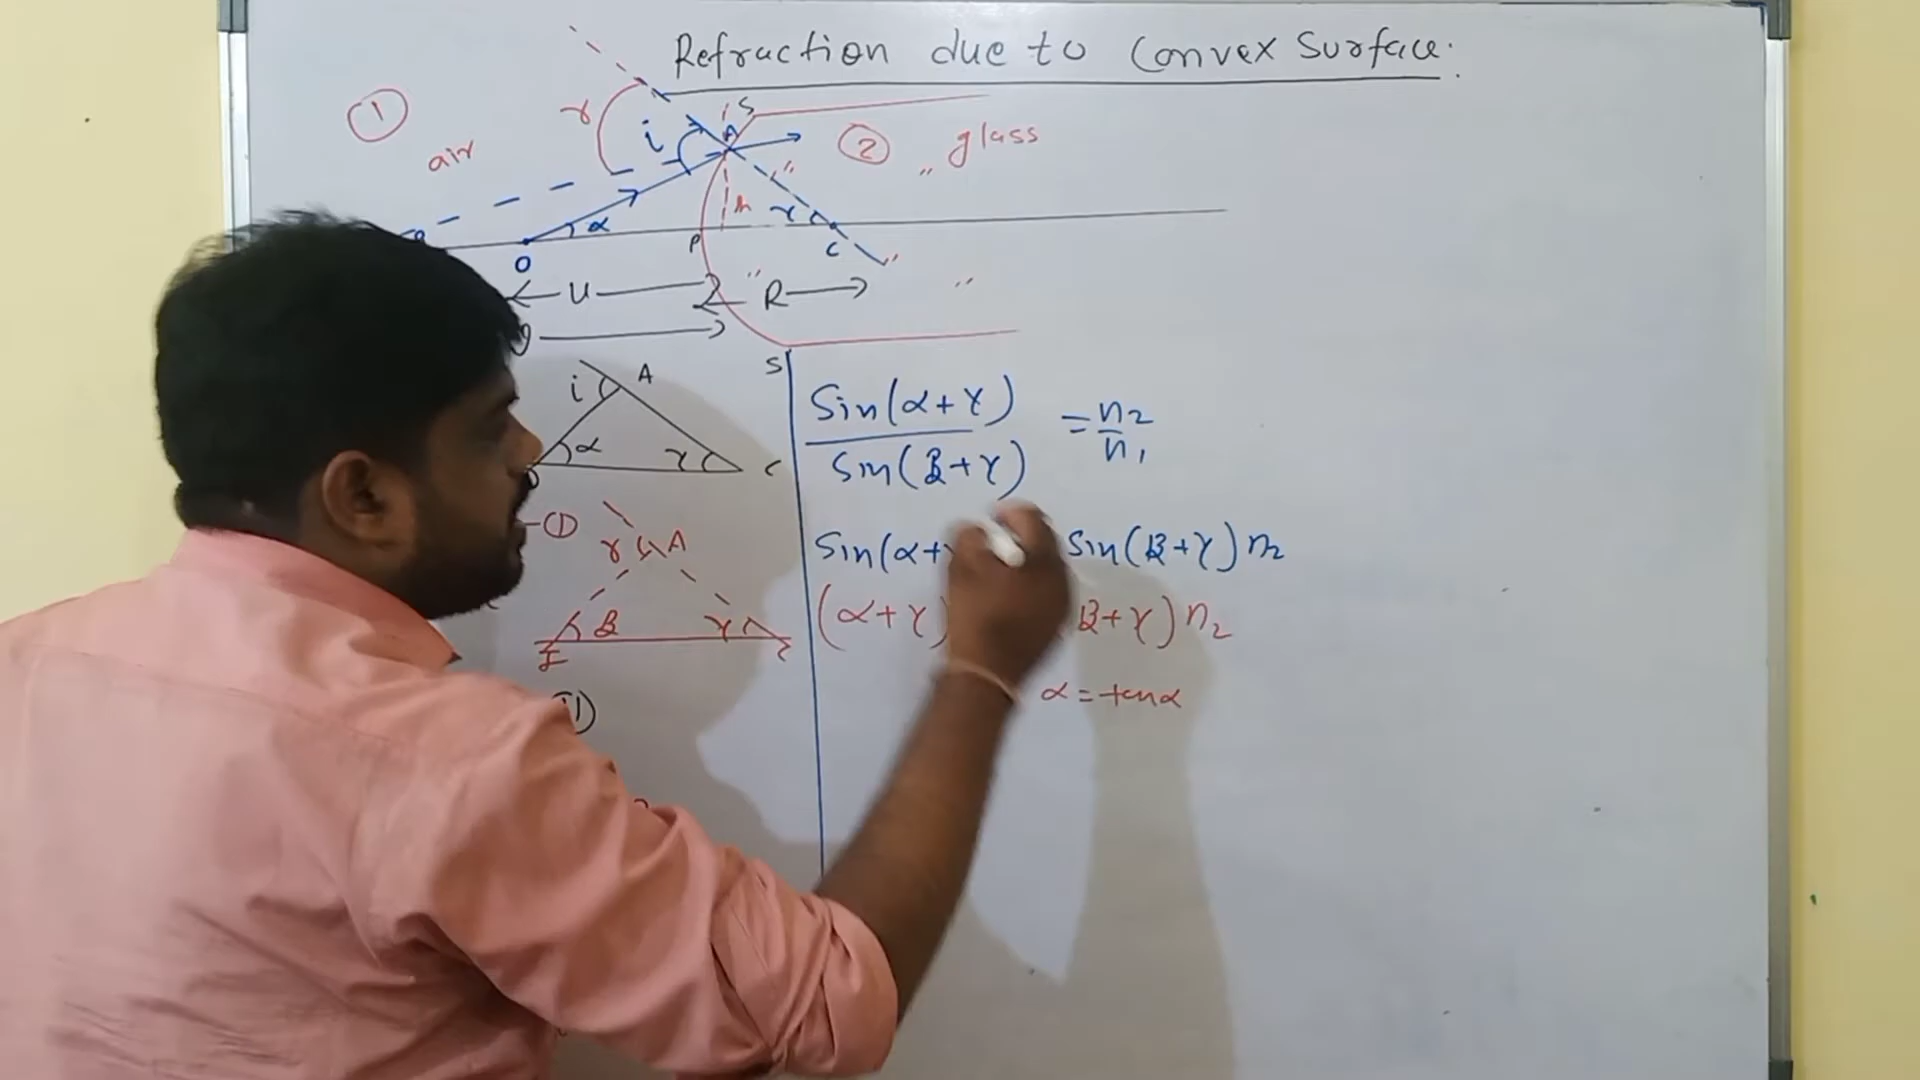 Refraction due to Convex Surface.
① air
r
i
A
S
② glass
h
α
γ
O
P
C
u
R
S
i
A
α
γ
C
①
r
A
β
γ
I
Sin(α+γ)
Sin(β+γ)
= n2
n1
Sin(α+
Sin(β+γ) n2
(α+γ)
β+γ) n2
α = tanα